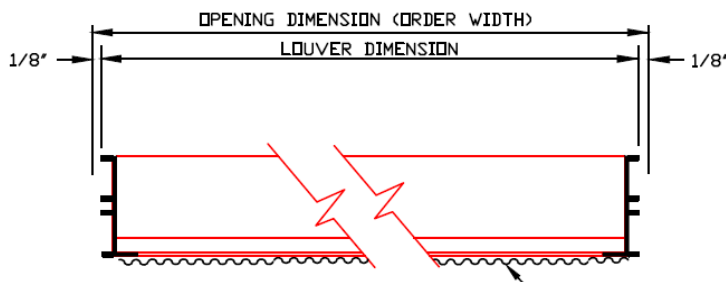 OPENING DIMENSION (ORDER WIDTH)
LOUVER DIMENSION
1/8"
1/8"